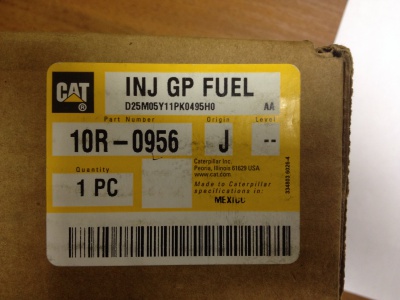 CAT
®
INJ GP FUEL
D25M05Y11PK0495H0 AA
Part Number Origin Level
10R-0956 J --
Quantity
1 PC
Caterpillar Inc.
Peoria, Illinois 61629 USA
www.cat.com
Made to Caterpillar
specifications in:
MEXICO